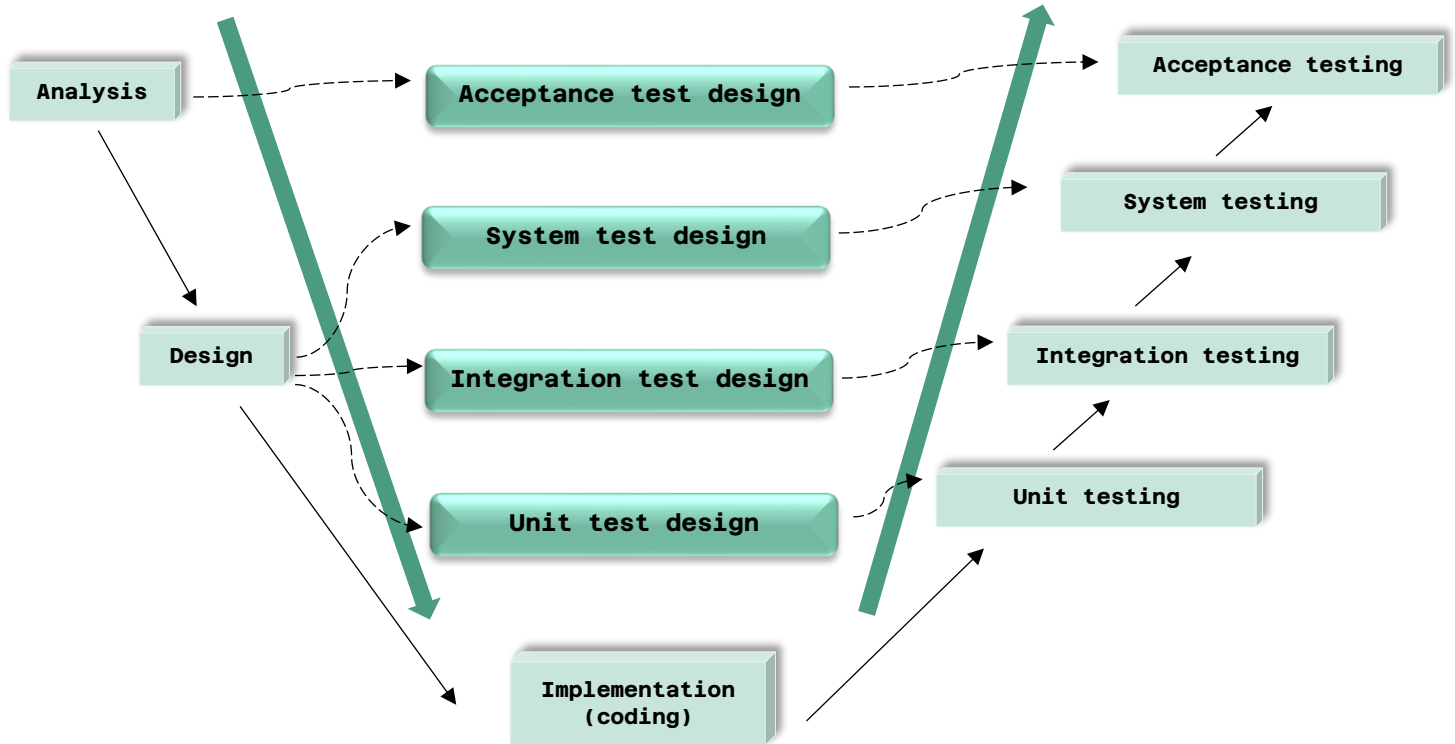 Analysis
Acceptance test design
Acceptance testing
System test design
System testing
Design
Integration test design
Integration testing
Unit test design
Unit testing
Implementation
(coding)